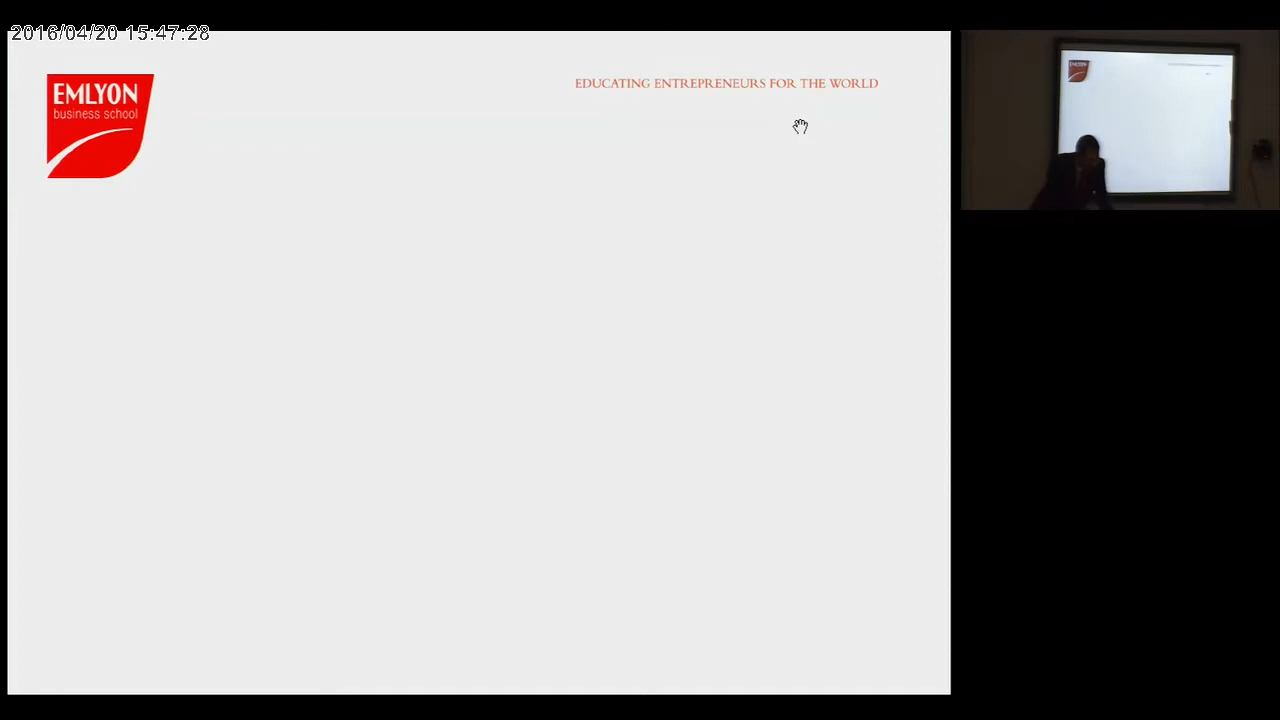 2016/04/20 15:47:28
EMLYON
business school
EDUCATING ENTREPRENEURS FOR THE WORLD